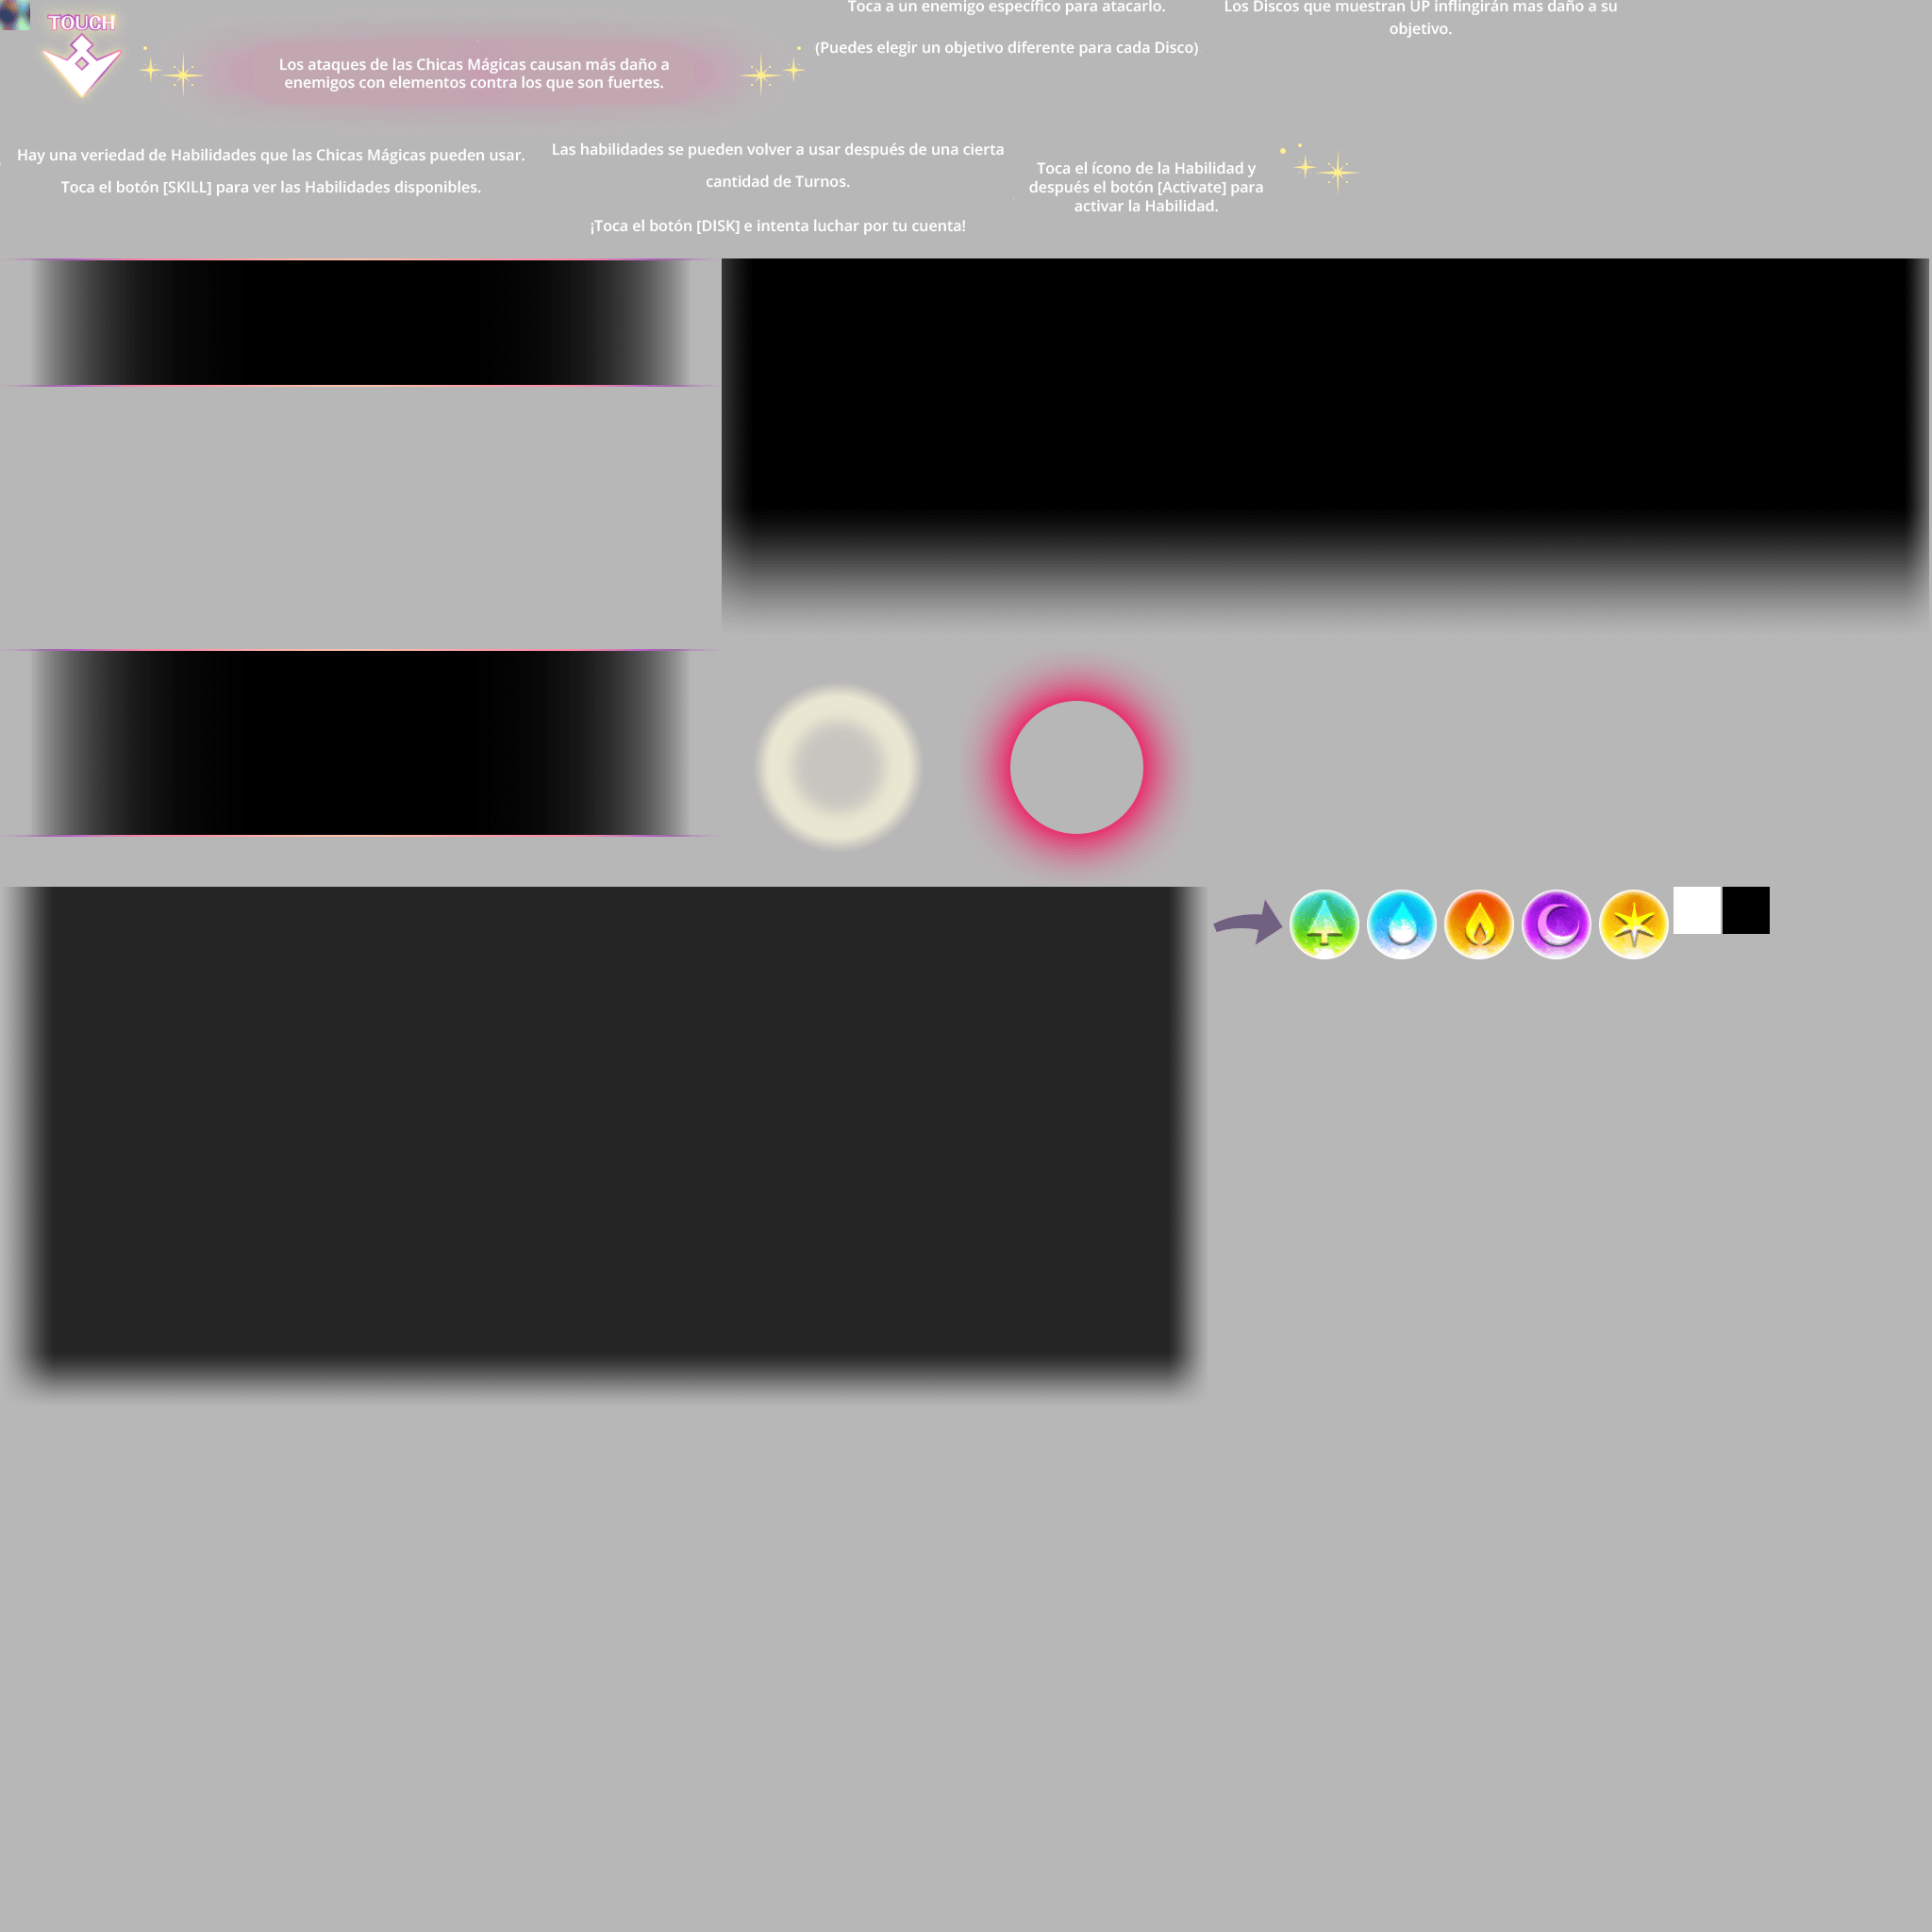 TOUCH
Los ataques de las Chicas Mágicas causan más daño a
enemigos con elementos contra los que son fuertes.
Toca a un enemigo específico para atacarlo.
(Puedes elegir un objetivo diferente para cada Disco)
Los Discos que muestran UP inflingirán mas daño a su
objetivo.
Hay una veriedad de Habilidades que las Chicas Mágicas pueden usar.
Toca el botón [SKILL] para ver las Habilidades disponibles.
Las habilidades se pueden volver a usar después de una cierta
cantidad de Turnos.
¡Toca el botón [DISK] e intenta luchar por tu cuenta!
Toca el ícono de la Habilidad y
después el botón [Activate] para
activar la Habilidad.